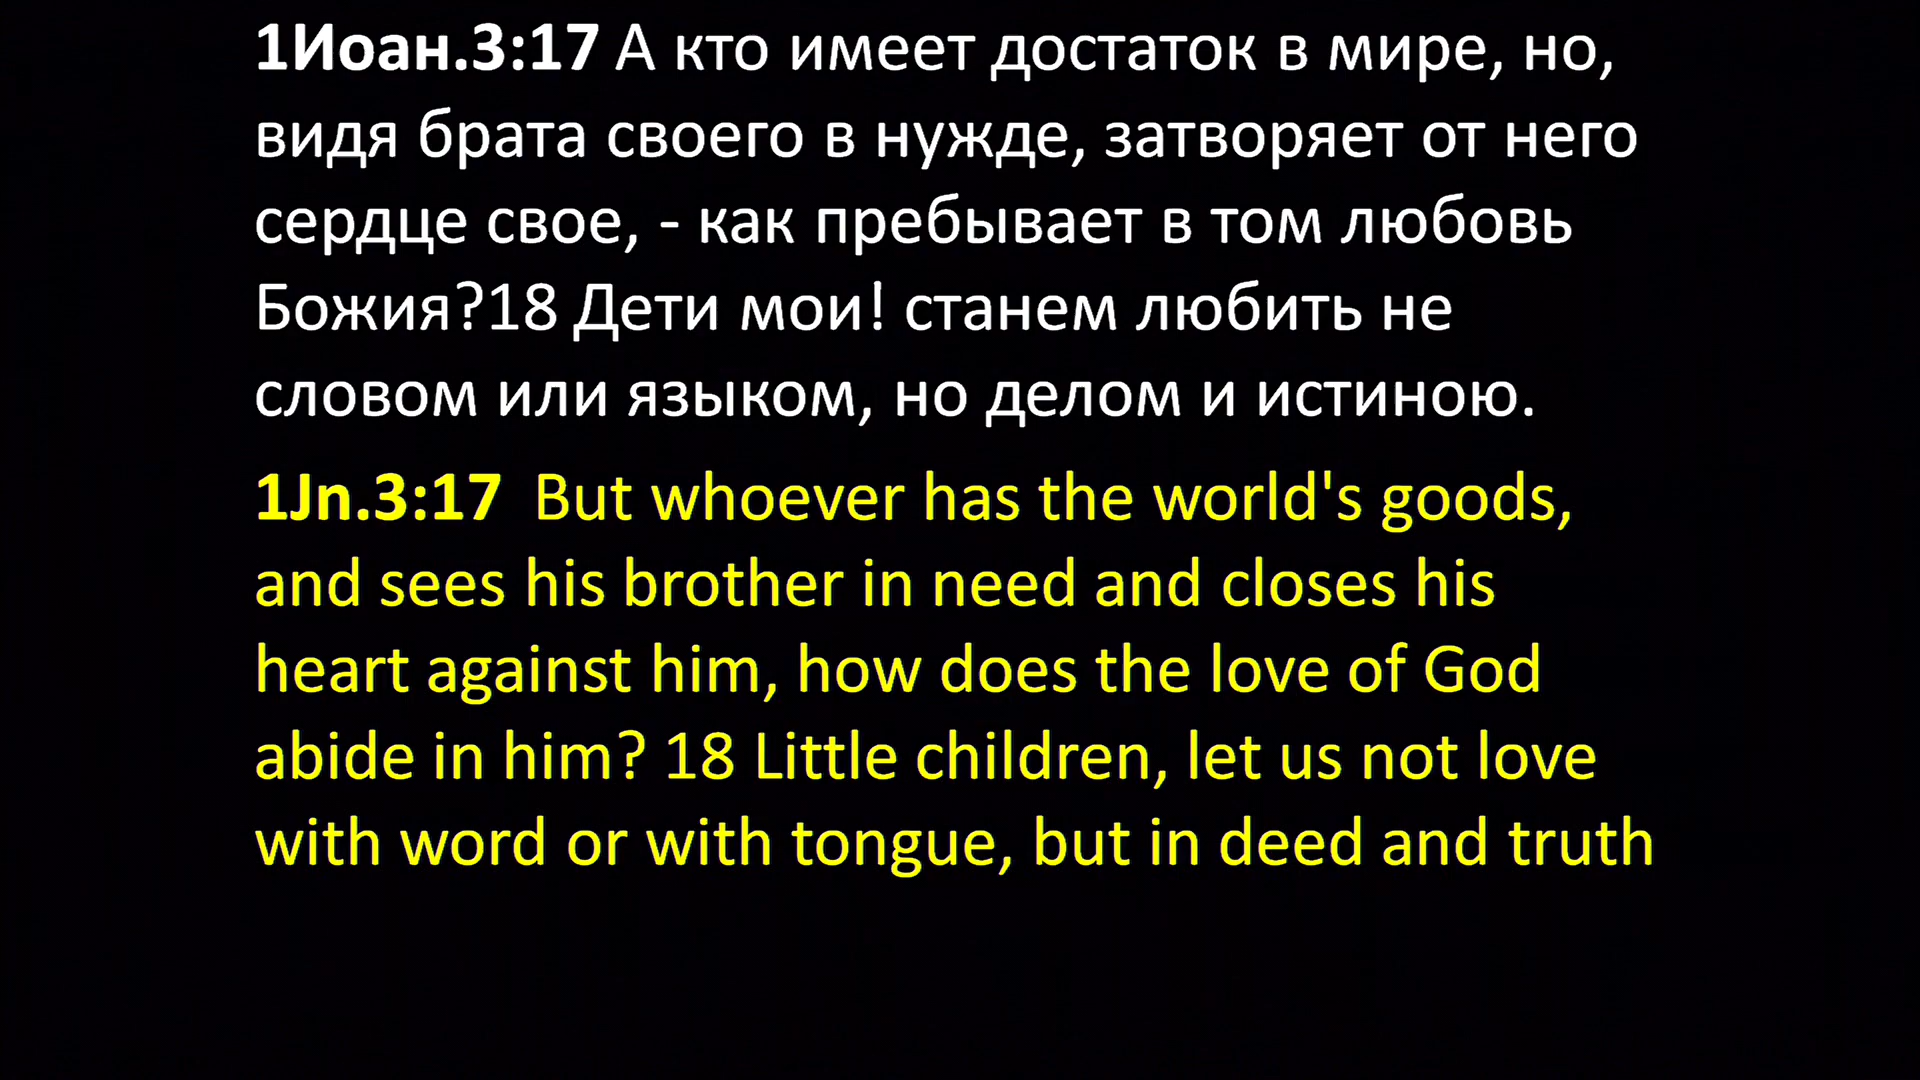 1Иоан.3:17 А кто имеет достаток в мире, но,
видя брата своего в нужде, затворяет от него
сердце свое, - как пребывает в том любовь
Божия?18 Дети мои! станем любить не
словом или языком, но делом и истиною.
1Jn.3:17  But whoever has the world's goods,
and sees his brother in need and closes his
heart against him, how does the love of God
abide in him? 18 Little children, let us not love
with word or with tongue, but in deed and truth